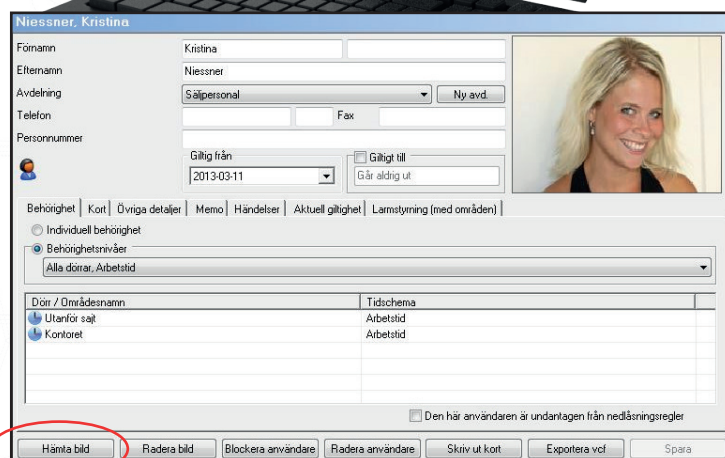 Niessner, Kristina
Förnamn Kristina
Efternamn Niessner
Avdelning Säljpersonal Ny avd.
Telefon Fax
Personnummer
Giltig från Giltigt till
2013-03-11 Går aldrig ut
Behörighet Kort Övriga detaljer Memo Händelser Aktuell giltighet Larmstyrning (med områden)
Individuell behörighet
Behörighetsnivåer
Alla dörrar, Arbetstid
Dörr / Områdesnamn Tidschema
Utanför sajt Arbetstid
Kontoret Arbetstid
Den här användaren är undantagen från nedlåsningsregler
Hämta bild Radera bild Blockera användare Radera användare Skriv ut kort Exportera vcf Spara